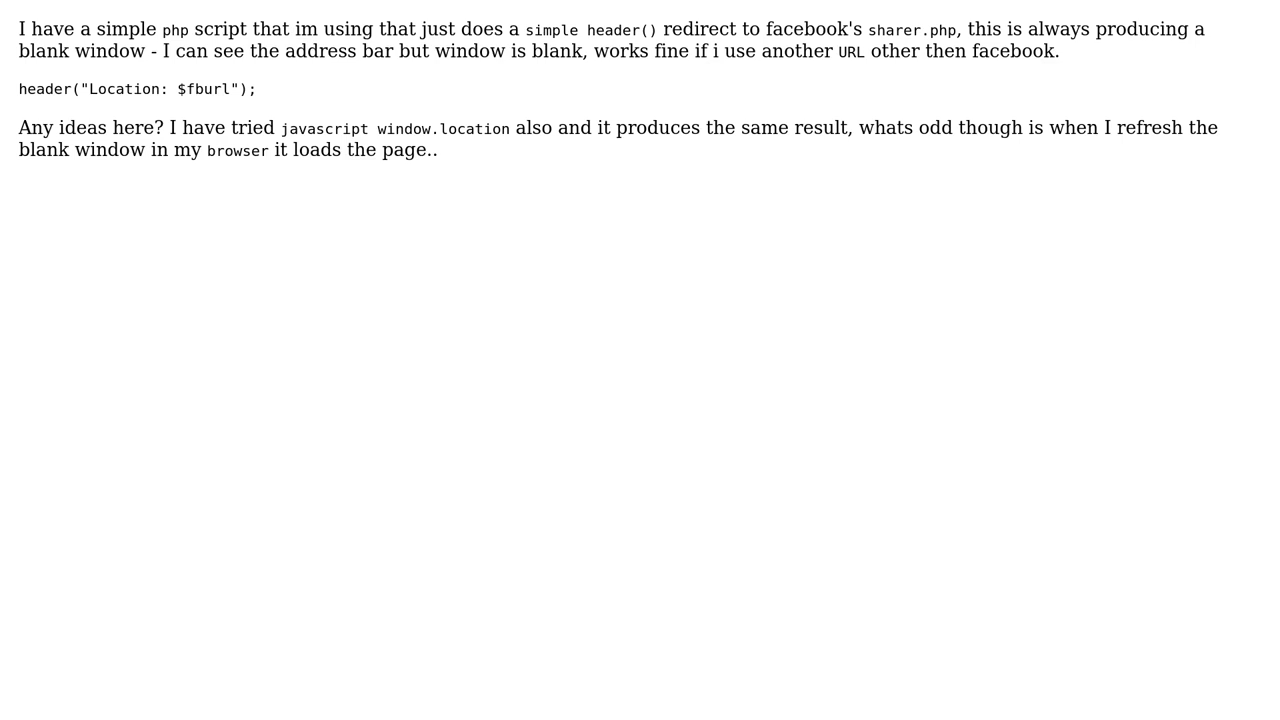 I have a simple php script that im using that just does a simple header() redirect to facebook's sharer.php, this is always producing a
blank window - I can see the address bar but window is blank, works fine if i use another URL other then facebook.
header("Location: $fburl");
Any ideas here? I have tried javascript window.location also and it produces the same result, whats odd though is when I refresh the
blank window in my browser it loads the page..